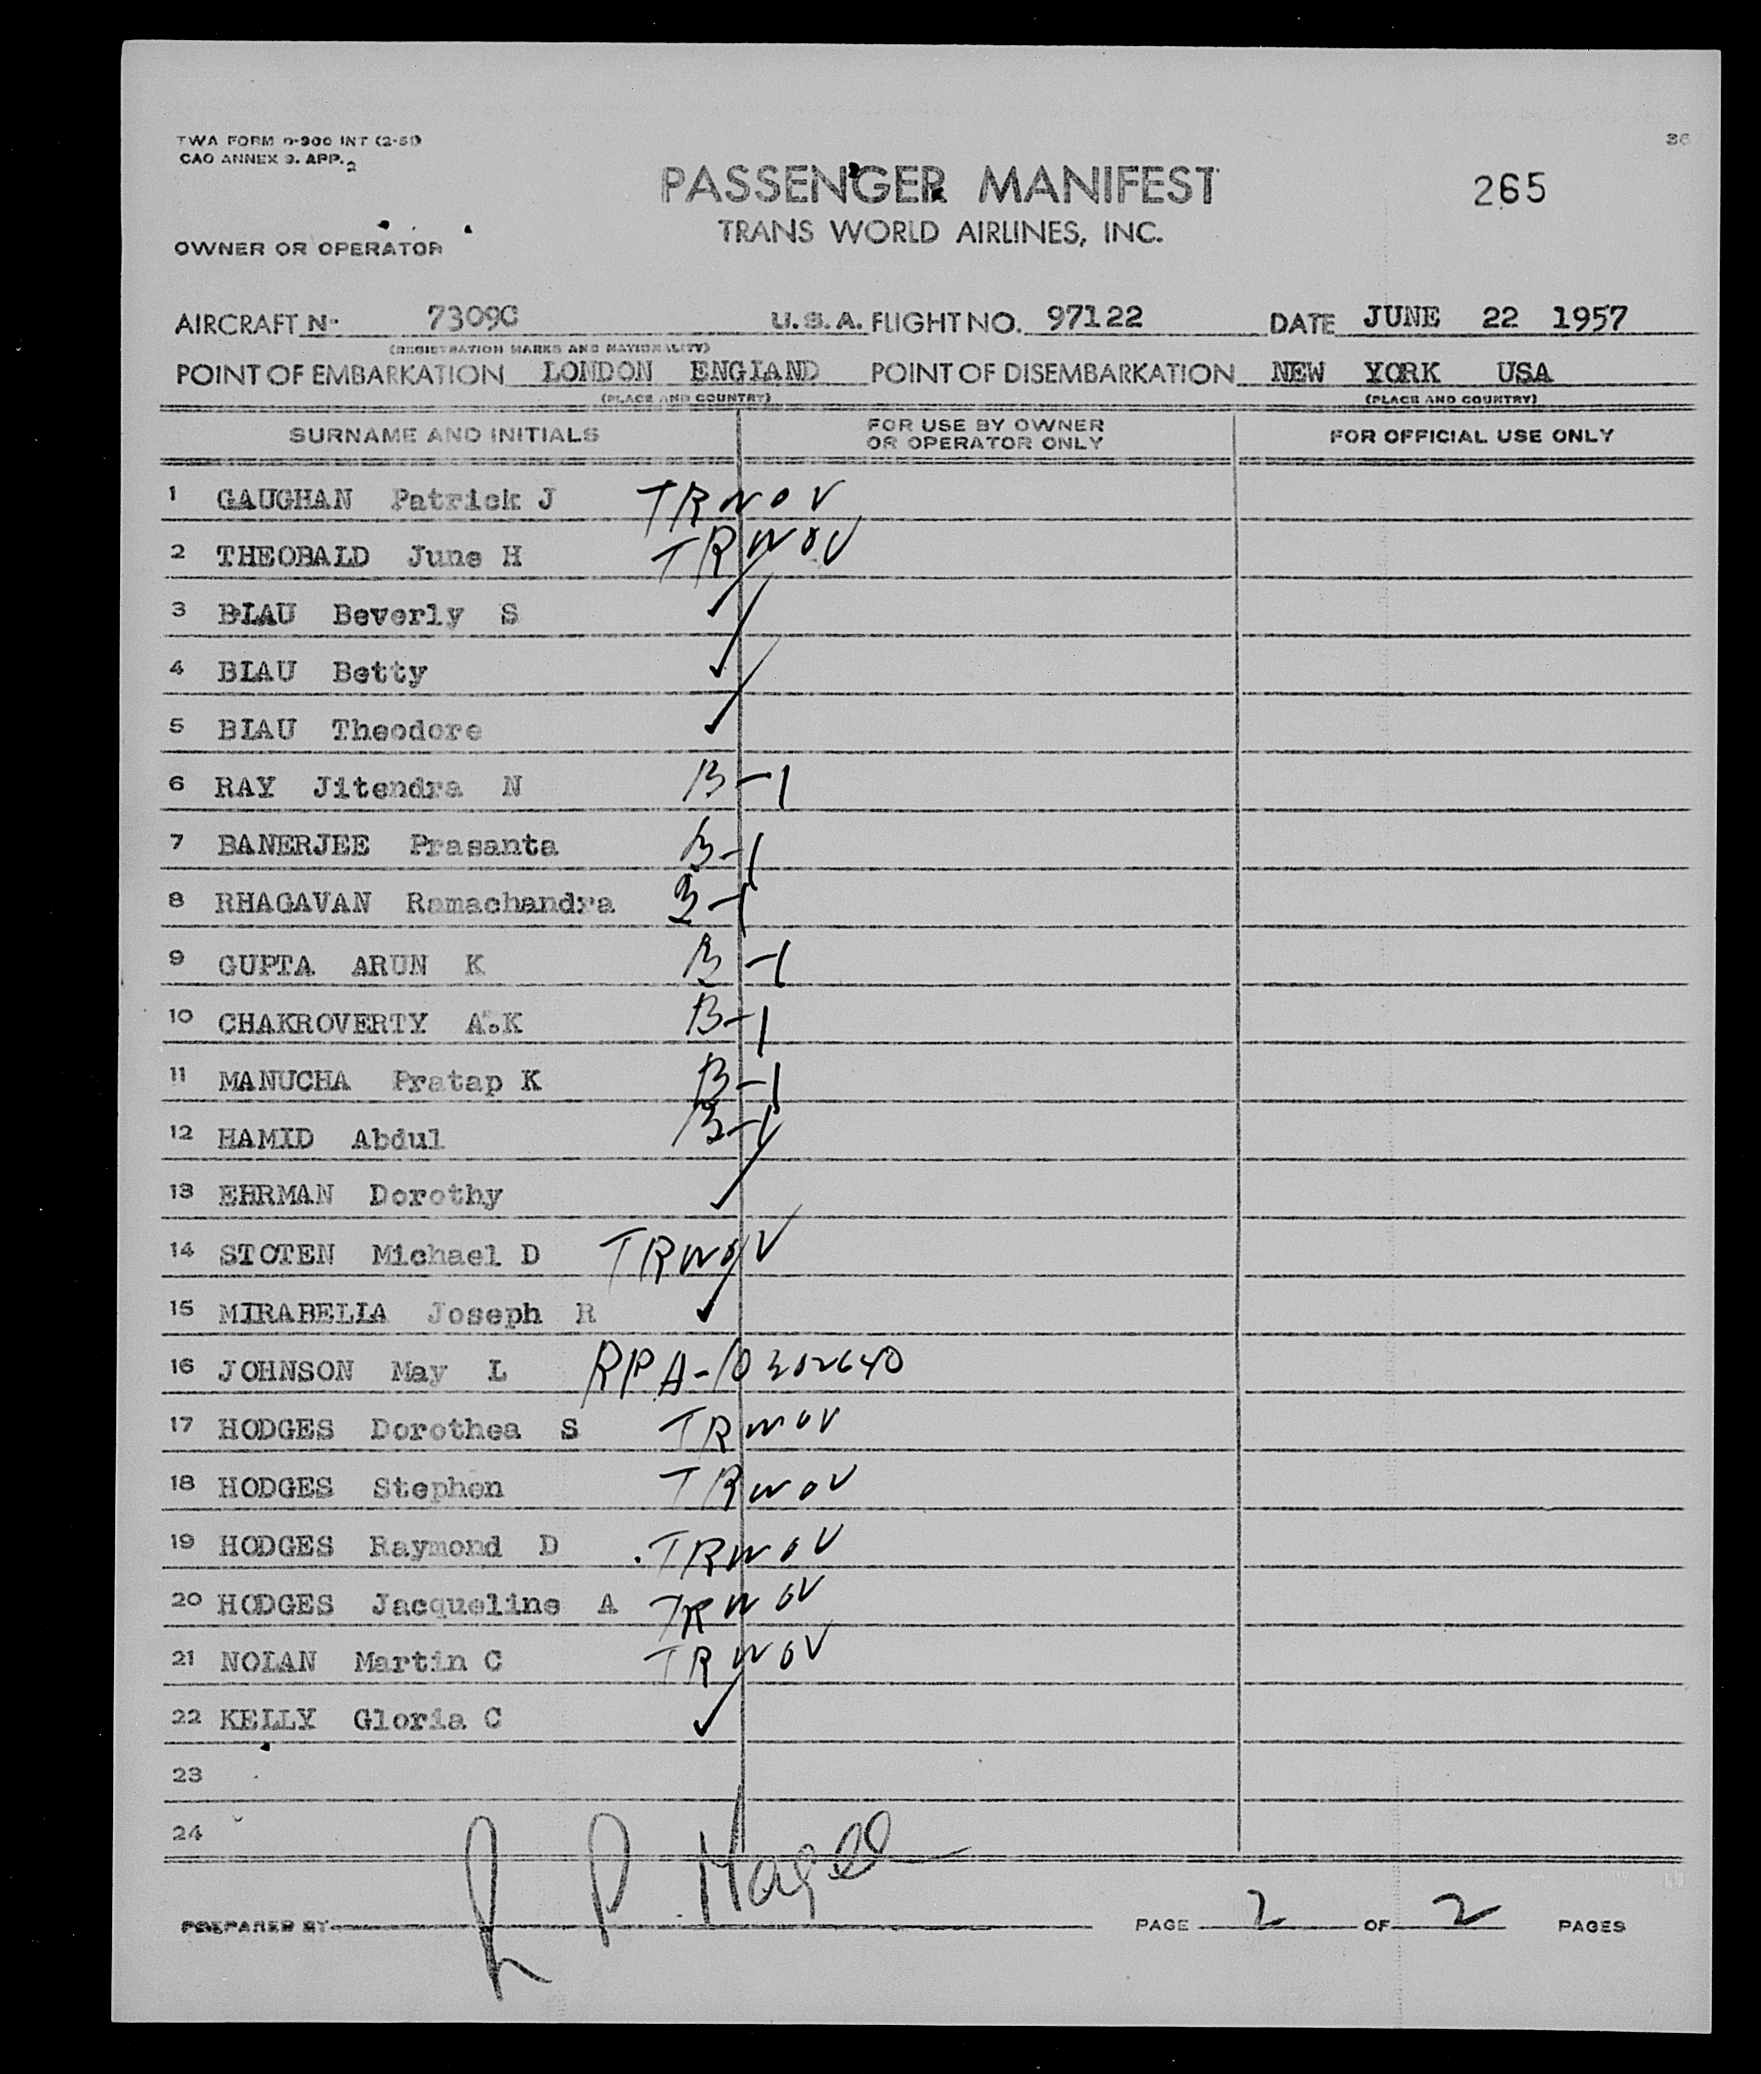 TWA FORM 0-900 INT (2-51)
CAO ANNEX 9. APP. 2
36
PASSENGER MANIFEST
265
TRANS WORLD AIRLINES, INC.
OWNER OR OPERATOR
AIRCRAFT N- 7309C U.S.A. FLIGHT NO. 97122 DATE JUNE 22 1957
(REGISTRATION MARKS AND NATIONALITY)
POINT OF EMBARKATION LONDON ENGLAND POINT OF DISEMBARKATION NEW YORK USA
(PLACE AND COUNTRY) (PLACE AND COUNTRY)
SURNAME AND INITIALS FOR USE BY OWNER OR OPERATOR ONLY FOR OFFICIAL USE ONLY
1 GAUGHAN Patrick J TRWOV
2 THEOBALD June H TRWOV
3 BLAU Beverly S ✓
4 BLAU Betty ✓
5 BLAU Theodore ✓
6 RAY Jitendra N B-1
7 BANERJEE Prasanta B-1
8 RHAGAVAN Ramachandra B-1
9 GUPTA ARUN K B-1
10 CHAKROVERTY A.K B-1
11 MANUCHA Pratap K B-1
12 HAMID Abdul B-1
13 EHRMAN Dorothy ✓
14 STOTEN Michael D TRWOV
15 MIRABELLA Joseph R ✓
16 JOHNSON May L RPA-10302640
17 HODGES Dorothea S TRWOV
18 HODGES Stephen TRWOV
19 HODGES Raymond D TRWOV
20 HODGES Jacqueline A TRWOV
21 NOLAN Martin C TRWOV
22 KELLY Gloria C ✓
23
24
PREPARED BY PAGE 2 OF 2 PAGES